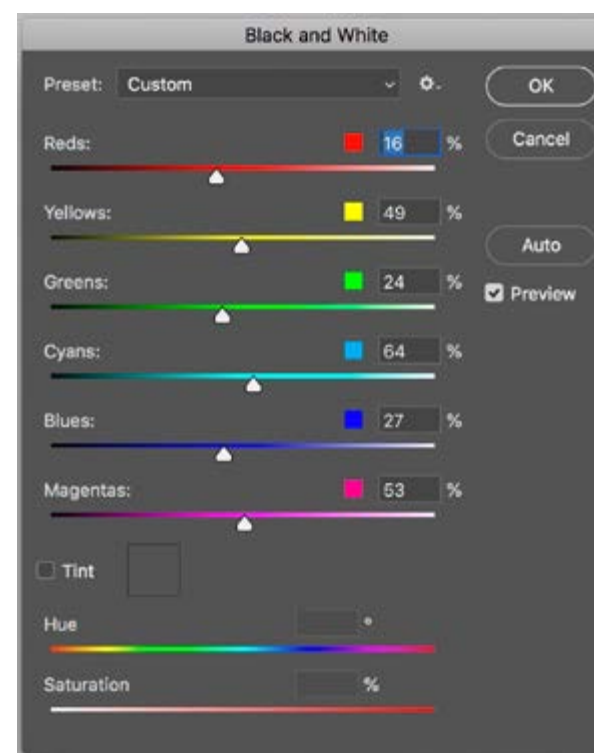 Black and White
Preset: Custom
OK
Reds: 16 %
Cancel
Yellows: 49 %
Auto
Greens: 24 %
Preview
Cyans: 64 %
Blues: 27 %
Magentas: 53 %
Tint
Hue °
Saturation %